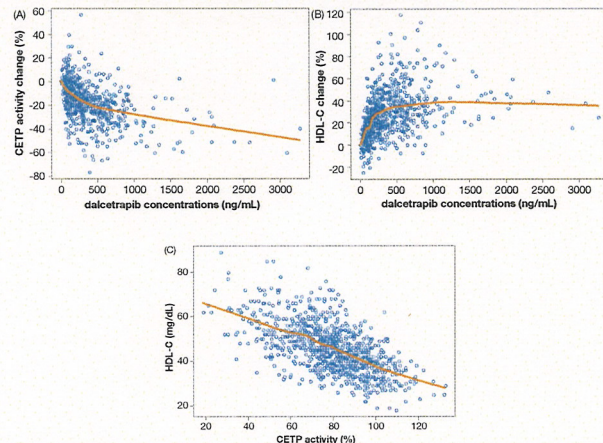 (A)
CETP activity change (%)
60
40
20
0
-20
-40
-60
-80
0 500 1000 1500 2000 2500 3000
dalcetrapib concentrations (ng/mL)
(B)
HDL-C change (%)
120
100
80
60
40
20
0
-20
0 500 1000 1500 2000 2500 3000
dalcetrapib concentrations (ng/mL)
(C)
HDL-C (mg/dL)
80
60
40
20
20 40 60 80 100 120
CETP activity (%)